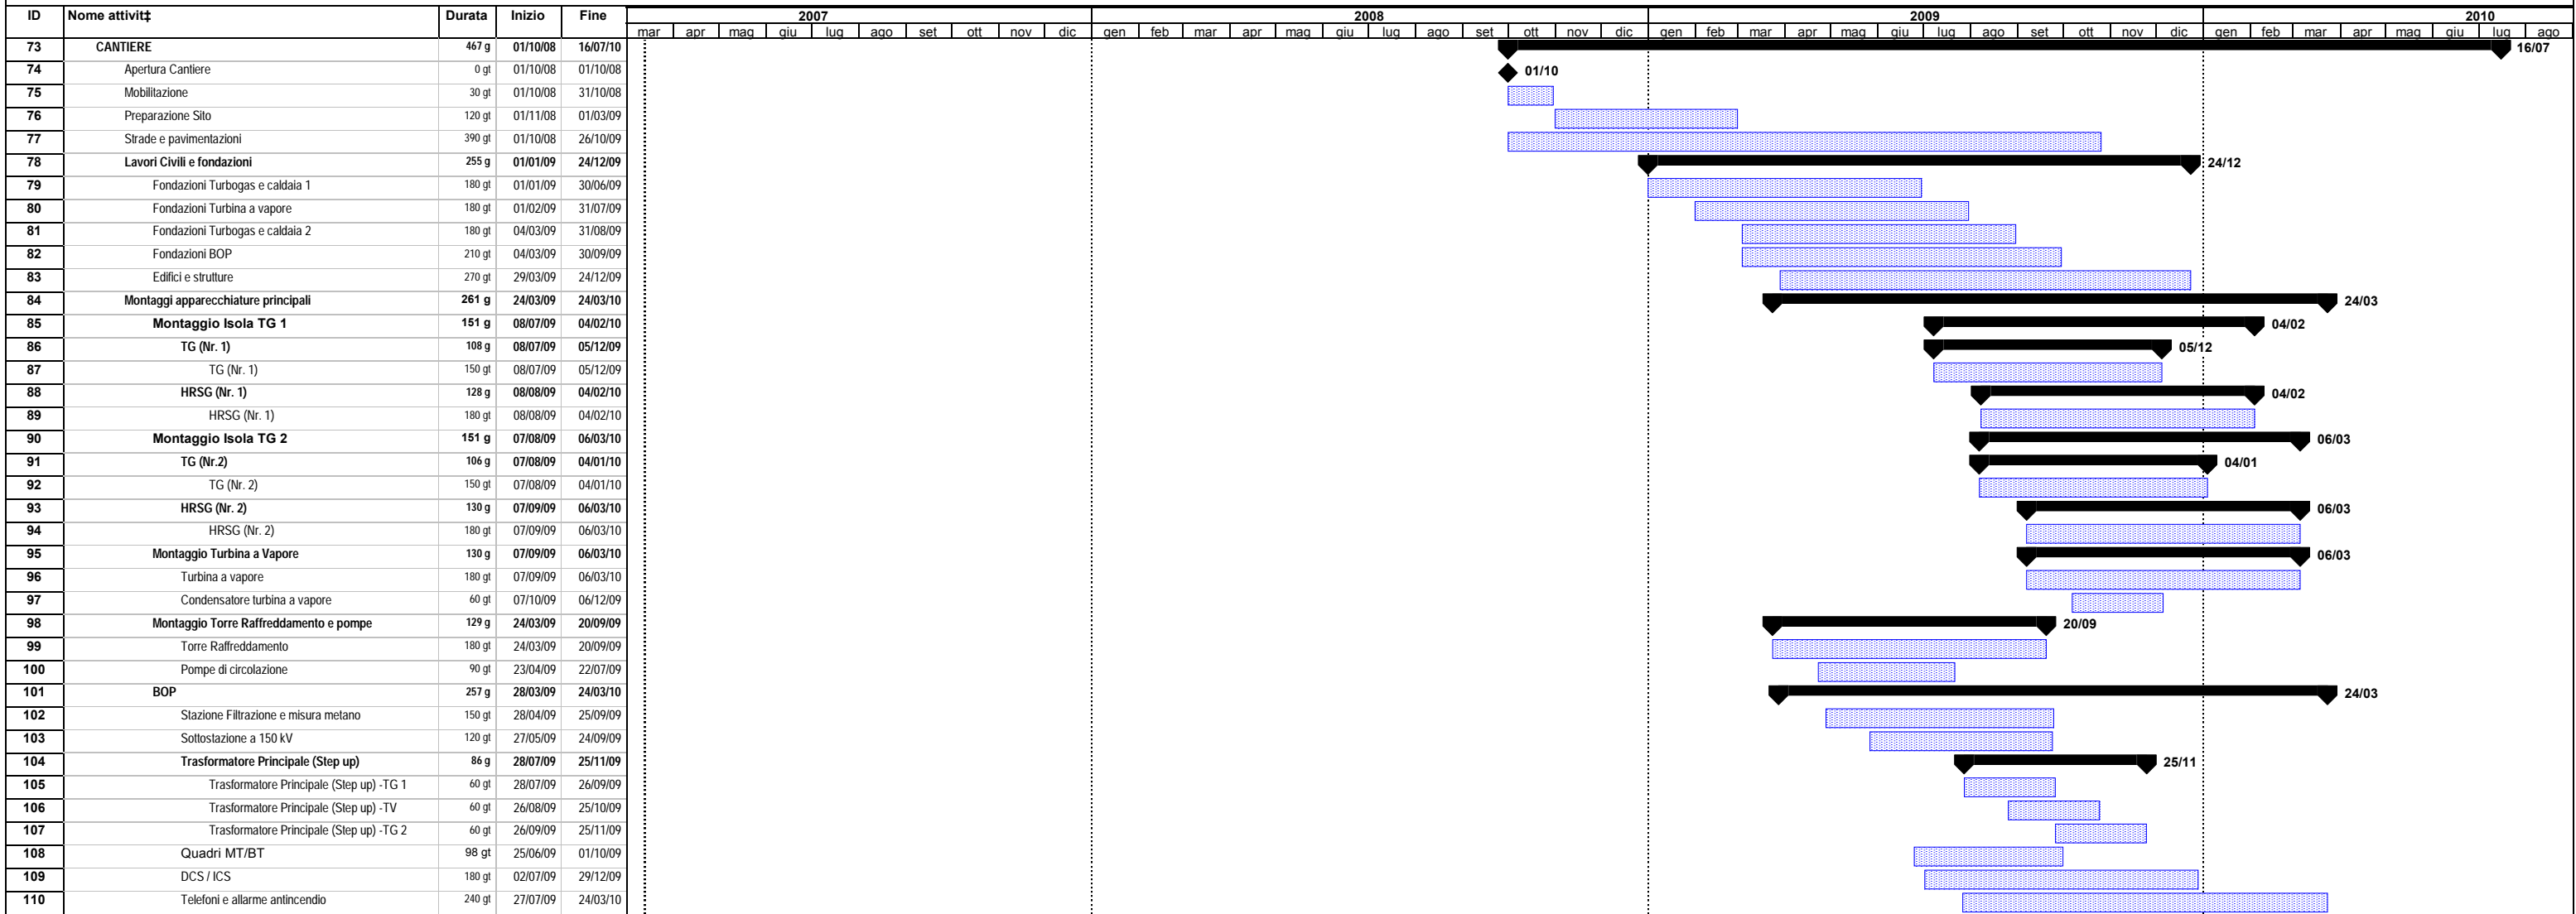 ID Nome attivit‡ Durata Inizio Fine 2007 2008 2009 2010
mar apr mag giu lug ago set ott nov dic gen feb mar apr mag giu lug ago set ott nov dic gen feb mar apr mag giu lug ago set ott nov dic gen feb mar apr mag giu lug ago
73 CANTIERE 467 g 01/10/08 16/07/10 16/07
74 Apertura Cantiere 0 gt 01/10/08 01/10/08 01/10
75 Mobilitazione 30 gt 01/10/08 31/10/08
76 Preparazione Sito 120 gt 01/11/08 01/03/09
77 Strade e pavimentazioni 390 gt 01/10/08 26/10/09
78 Lavori Civili e fondazioni 255 g 01/01/09 24/12/09 24/12
79 Fondazioni Turbogas e caldaia 1 180 gt 01/01/09 30/06/09
80 Fondazioni Turbina a vapore 180 gt 01/02/09 31/07/09
81 Fondazioni Turbogas e caldaia 2 180 gt 04/03/09 31/08/09
82 Fondazioni BOP 210 gt 04/03/09 30/09/09
83 Edifici e strutture 270 gt 29/03/09 24/12/09
84 Montaggi apparecchiature principali 261 g 24/03/09 24/03/10 24/03
85 Montaggio Isola TG 1 151 g 08/07/09 04/02/10 04/02
86 TG (Nr. 1) 108 g 08/07/09 05/12/09 05/12
87 TG (Nr. 1) 150 gt 08/07/09 05/12/09
88 HRSG (Nr. 1) 128 g 08/08/09 04/02/10 04/02
89 HRSG (Nr. 1) 180 gt 08/08/09 04/02/10
90 Montaggio Isola TG 2 151 g 07/08/09 06/03/10 06/03
91 TG (Nr.2) 106 g 07/08/09 04/01/10 04/01
92 TG (Nr. 2) 150 gt 07/08/09 04/01/10
93 HRSG (Nr. 2) 130 g 07/09/09 06/03/10 06/03
94 HRSG (Nr. 2) 180 gt 07/09/09 06/03/10
95 Montaggio Turbina a Vapore 130 g 07/09/09 06/03/10 06/03
96 Turbina a vapore 180 gt 07/09/09 06/03/10
97 Condensatore turbina a vapore 60 gt 07/10/09 06/12/09
98 Montaggio Torre Raffreddamento e pompe 129 g 24/03/09 20/09/09 20/09
99 Torre Raffreddamento 180 gt 24/03/09 20/09/09
100 Pompe di circolazione 90 gt 23/04/09 22/07/09
101 BOP 257 g 28/03/09 24/03/10 24/03
102 Stazione Filtrazione e misura metano 150 gt 28/04/09 25/09/09
103 Sottostazione a 150 kV 120 gt 27/05/09 24/09/09
104 Trasformatore Principale (Step up) 86 g 28/07/09 25/11/09 25/11
105 Trasformatore Principale (Step up) -TG 1 60 gt 28/07/09 26/09/09
106 Trasformatore Principale (Step up) -TV 60 gt 26/08/09 25/10/09
107 Trasformatore Principale (Step up) -TG 2 60 gt 26/09/09 25/11/09
108 Quadri MT/BT 98 gt 25/06/09 01/10/09
109 DCS / ICS 180 gt 02/07/09 29/12/09
110 Telefoni e allarme antincendio 240 gt 27/07/09 24/03/10